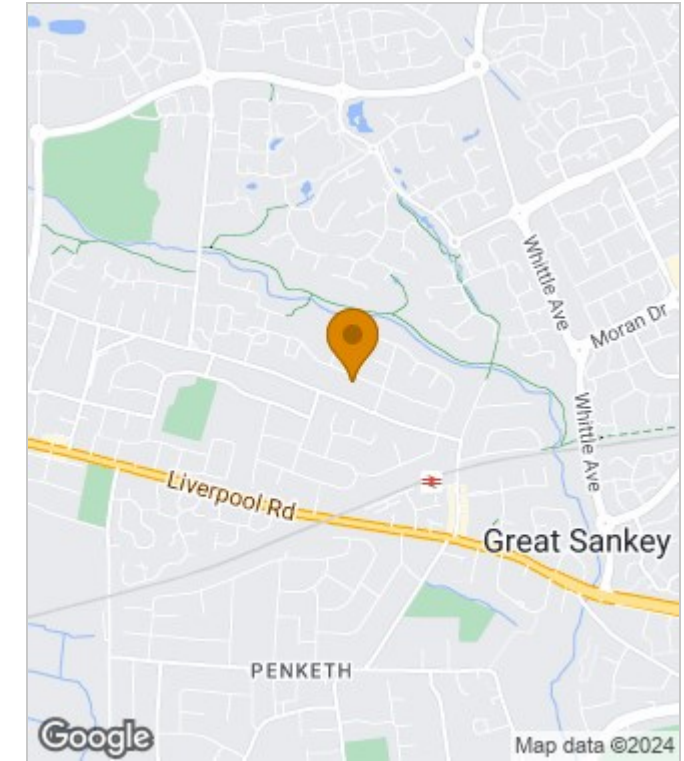 Whittle Ave
Moran Dr
Whittle Ave
Liverpool Rd
Great Sankey
PENKETH
Google
Map data ©2024